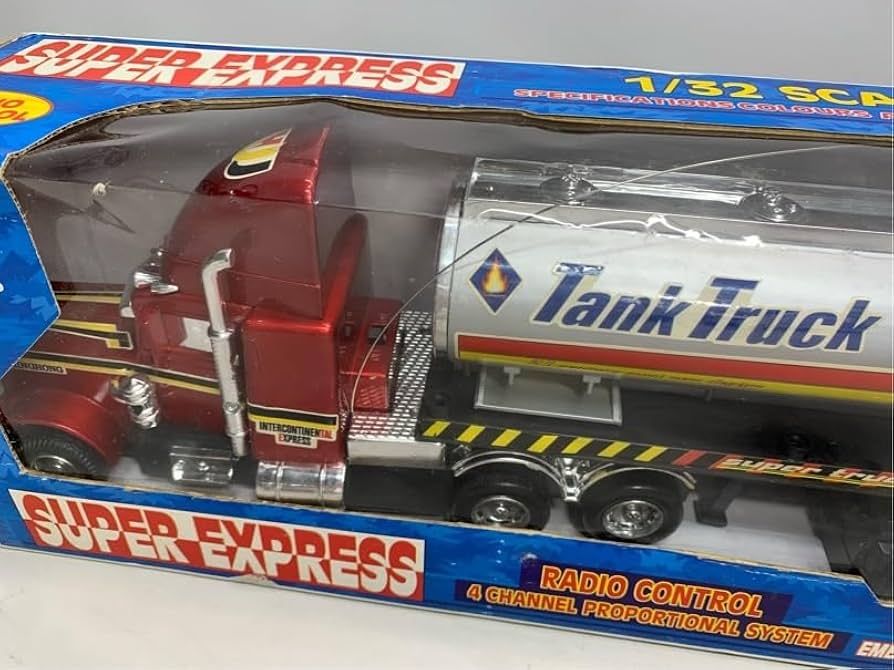 SUPER EXPRESS
1/32 SCA
SPECIFICATIONS COLOURS
Tank Truck
INTERCONTINENTAL
EXPRESS
super
SUPER EXPRESS
RADIO CONTROL
4 CHANNEL PROPORTIONAL SYSTEM